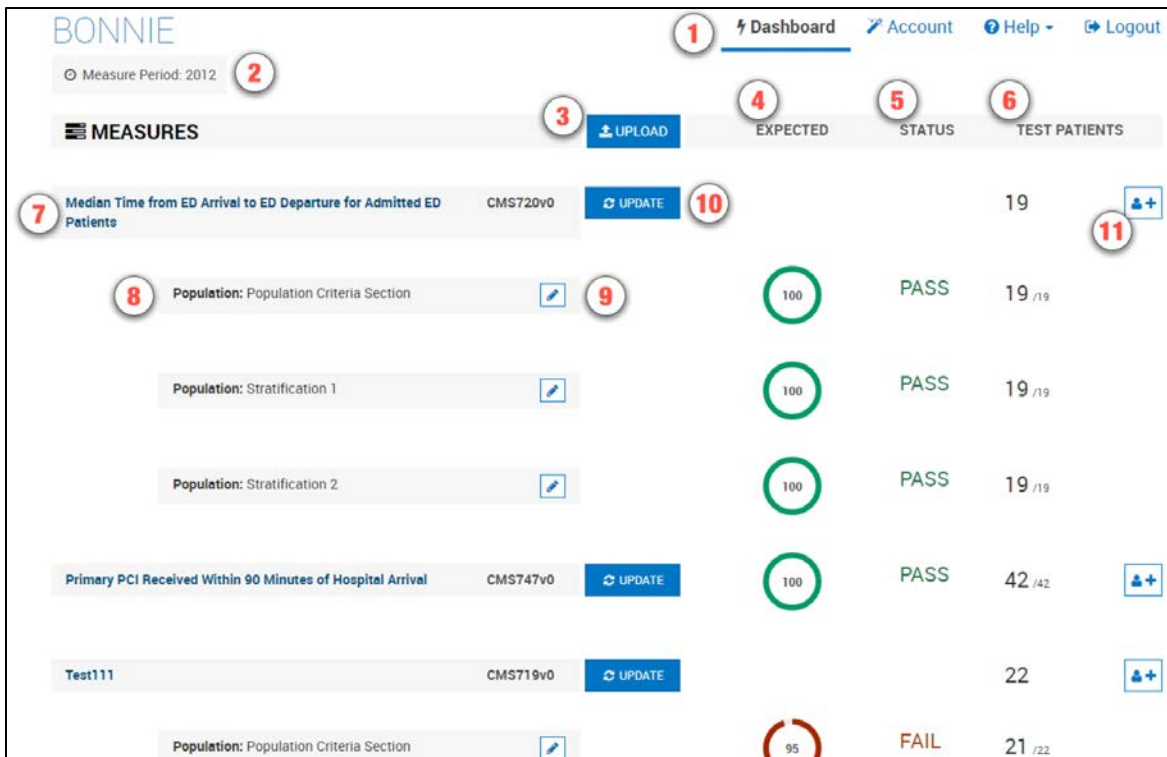 BONNIE
1 Dashboard Account Help Logout
Measure Period: 2012 2
MEASURES 3 UPLOAD 4 EXPECTED 5 STATUS 6 TEST PATIENTS
7 Median Time from ED Arrival to ED Departure for Admitted ED CMS720v0 UPDATE 10 19
Patients 11
8 Population: Population Criteria Section 9 100 PASS 19 /19
Population: Stratification 1 100 PASS 19 /19
Population: Stratification 2 100 PASS 19 /19
Primary PCI Received Within 90 Minutes of Hospital Arrival CMS747v0 UPDATE 100 PASS 42 /42
Test111 CMS719v0 UPDATE 22
Population: Population Criteria Section 95 FAIL 21 /22